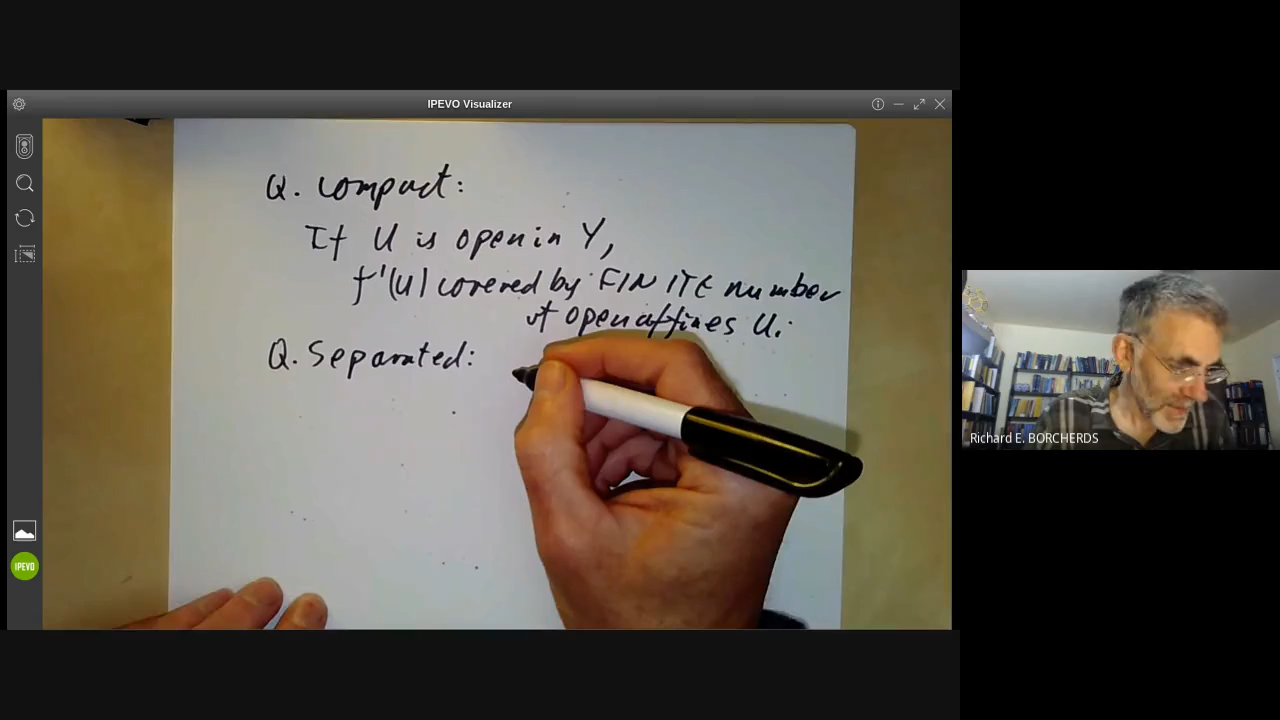 IPEVO Visualizer
Q. compact:
If U is open in Y,
f⁻¹(U) covered by FINITE number
of open affines Uᵢ
Q. Separated:
Richard E. BORCHERDS
IPEVO